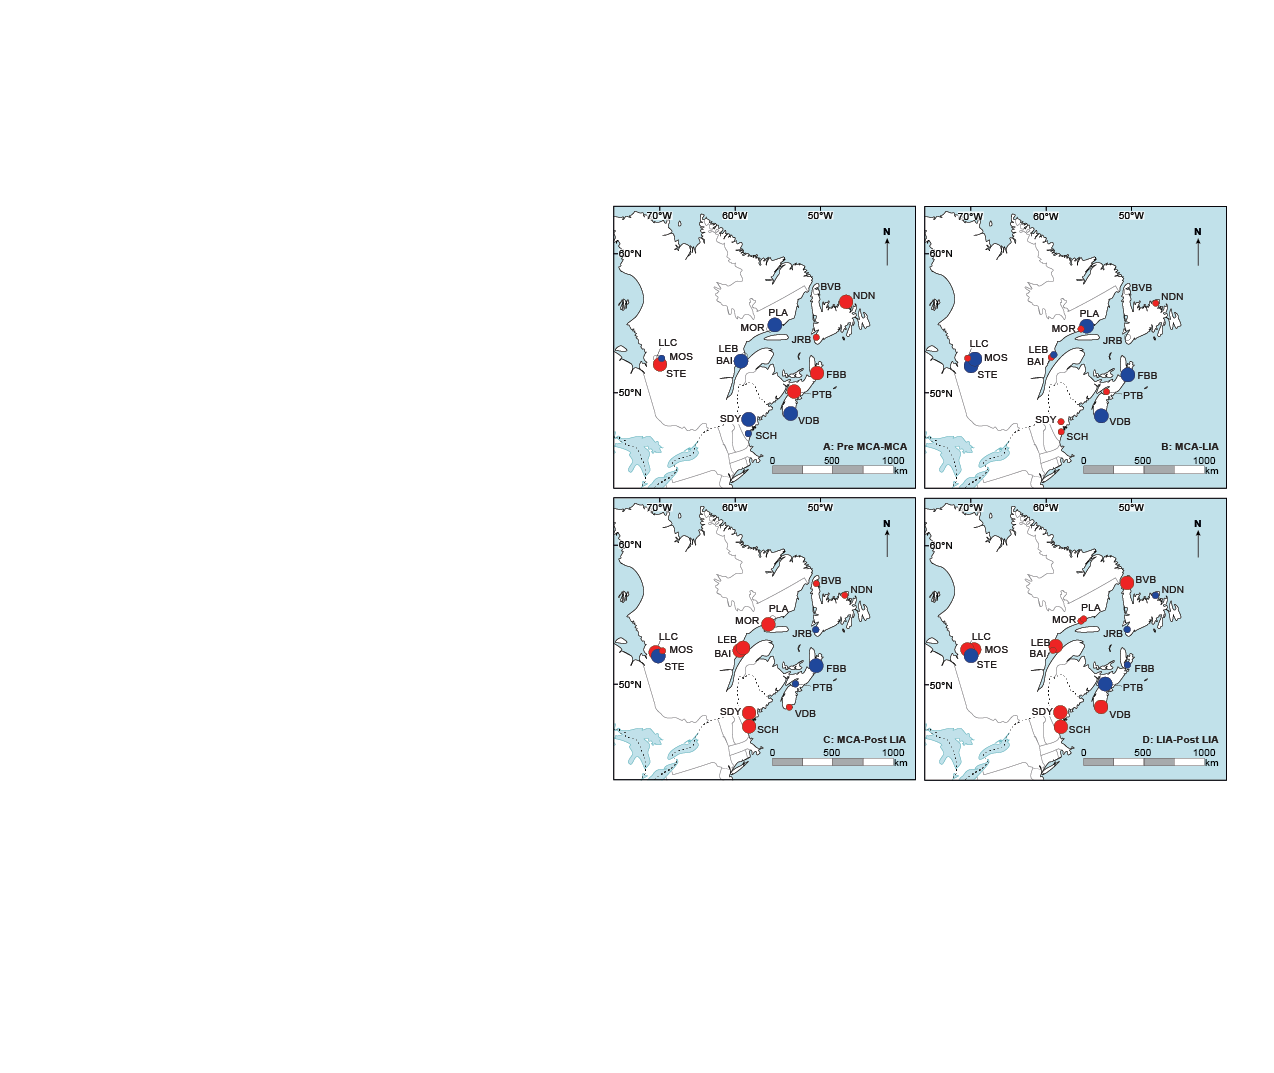 70°W 60°W 50°W
N
60°N
BVB
NDN
PLA
MOR
JRB
LLC
LEB
MOS
BAI
STE
FBB
50°N
PTB
SDY
VDB
SCH
A: Pre MCA-MCA
0 500 1000
km
70°W 60°W 50°W
N
60°N
BVB
NDN
PLA
MOR
JRB
LLC
LEB
MOS
BAI
STE
FBB
50°N
PTB
SDY
VDB
SCH
B: MCA-LIA
0 500 1000
km
70°W 60°W 50°W
N
60°N
BVB
NDN
PLA
MOR
JRB
LLC
LEB
MOS
BAI
STE
FBB
50°N
PTB
SDY
VDB
SCH
C: MCA-Post LIA
0 500 1000
km
70°W 60°W 50°W
N
60°N
BVB
NDN
PLA
MOR
JRB
LLC
LEB
MOS
BAI
STE
FBB
50°N
PTB
SDY
VDB
SCH
D: LIA-Post LIA
0 500 1000
km